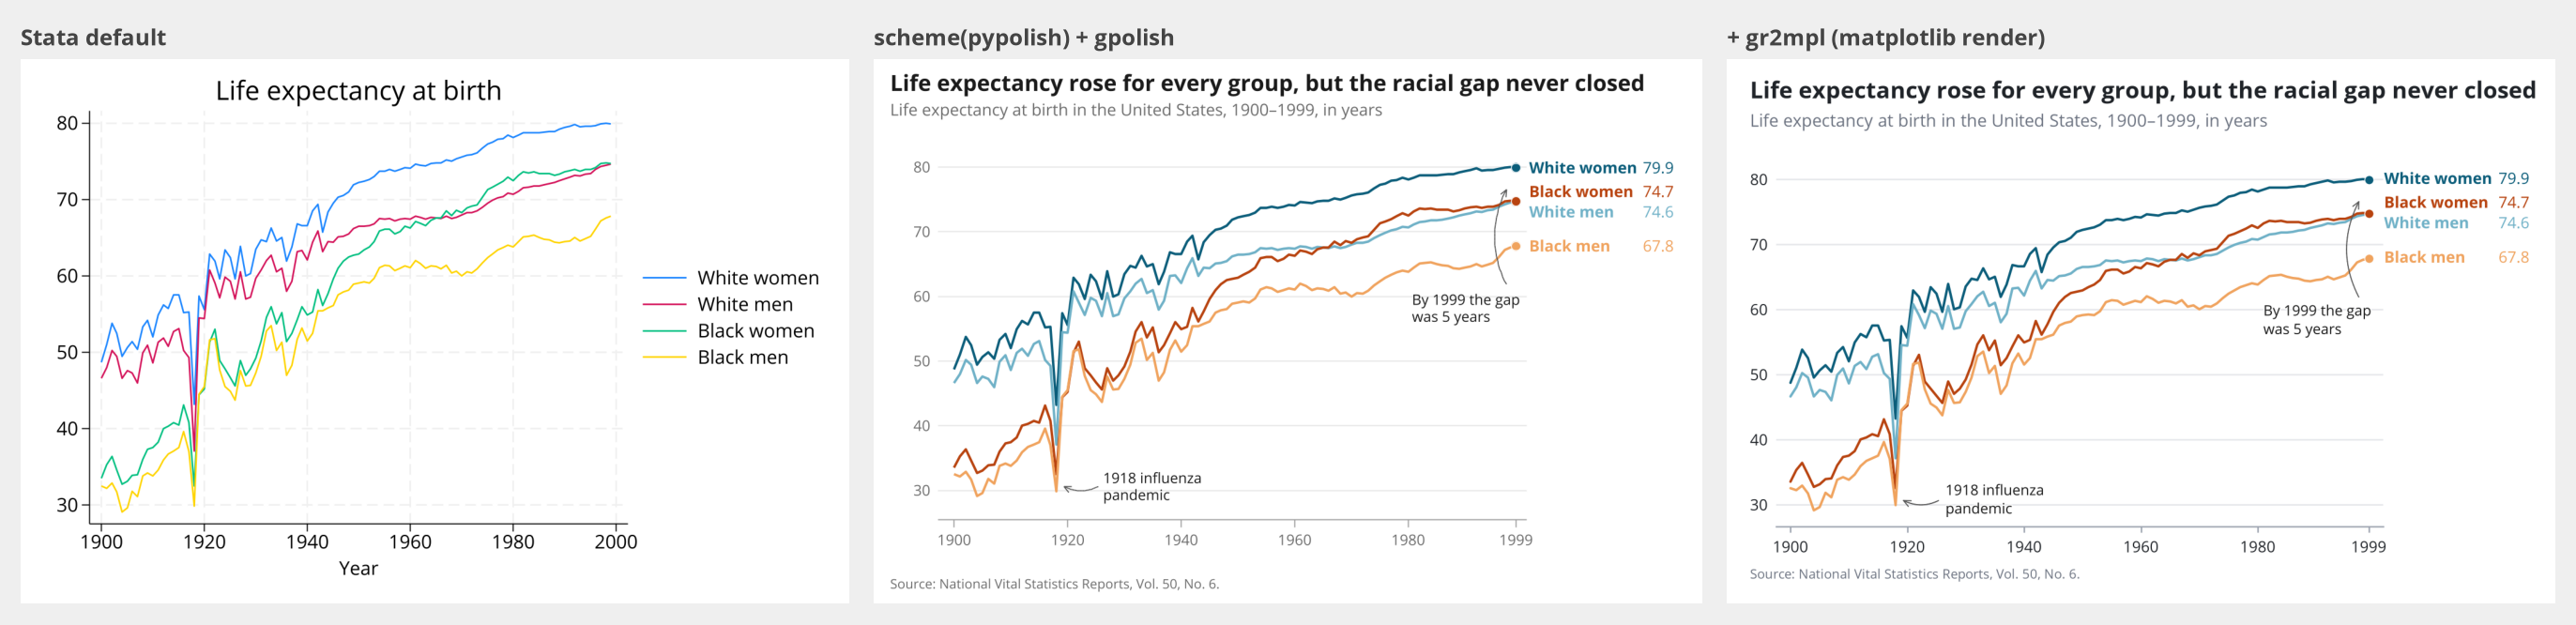 Stata default
Life expectancy at birth
80
70
60
50
40
30
1900 1920 1940 1960 1980 2000
Year
White women
White men
Black women
Black men
scheme(pypolish) + gpolish
Life expectancy rose for every group, but the racial gap never closed
Life expectancy at birth in the United States, 1900–1999, in years
80
70
60
50
40
30
White women 79.9
Black women 74.7
White men 74.6
Black men 67.8
By 1999 the gap
was 5 years
1918 influenza
pandemic
1900 1920 1940 1960 1980 1999
Source: National Vital Statistics Reports, Vol. 50, No. 6.
+ gr2mpl (matplotlib render)
Life expectancy rose for every group, but the racial gap never closed
Life expectancy at birth in the United States, 1900–1999, in years
80
70
60
50
40
30
White women 79.9
Black women 74.7
White men 74.6
Black men 67.8
By 1999 the gap
was 5 years
1918 influenza
pandemic
1900 1920 1940 1960 1980 1999
Source: National Vital Statistics Reports, Vol. 50, No. 6.